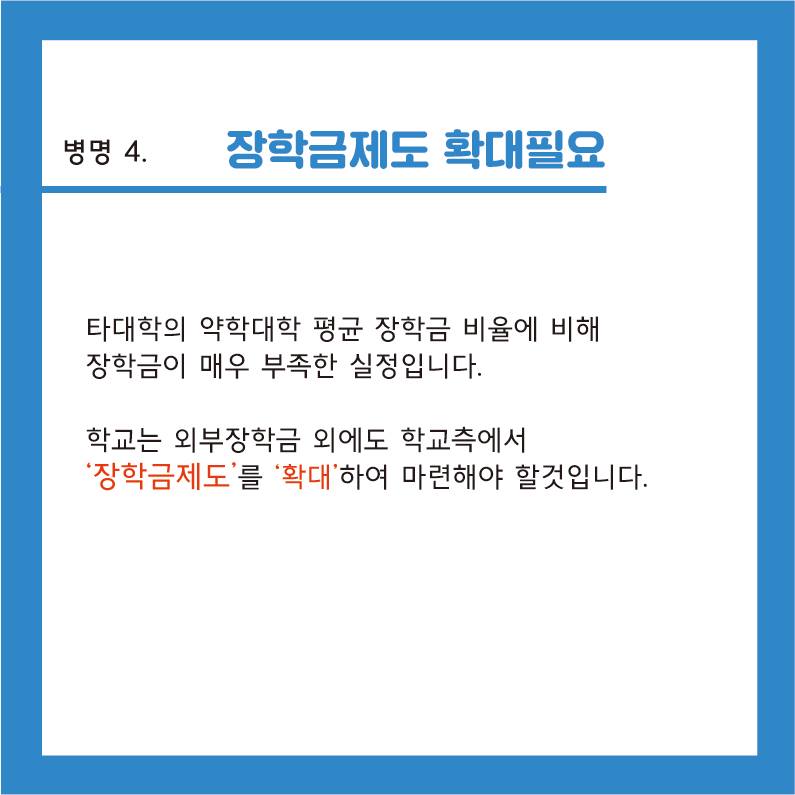 병명 4. 장학금제도 확대필요
타대학의 약학대학 평균 장학금 비율에 비해
장학금이 매우 부족한 실정입니다.
학교는 외부장학금 외에도 학교측에서
‘장학금제도’를 ‘확대’하여 마련해야 할것입니다.